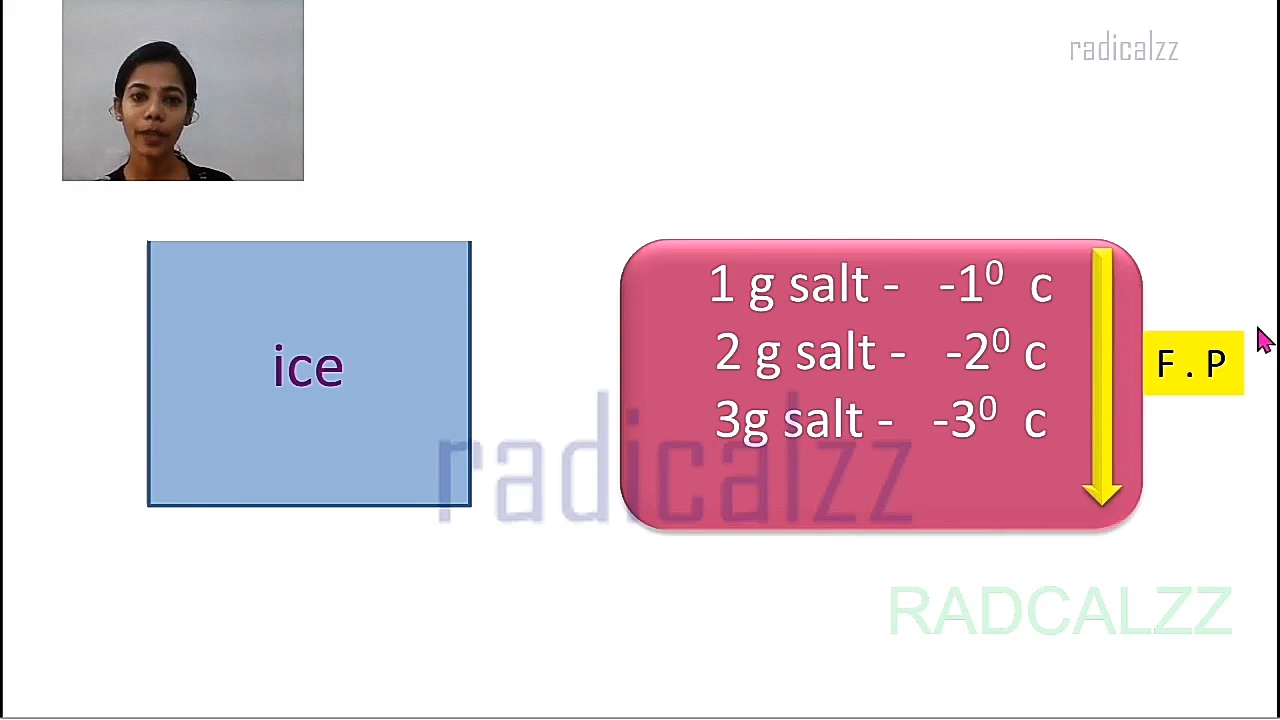 radicalzz
ice
1 g salt - -1⁰ c
2 g salt - -2⁰ c
3g salt - -3⁰ c
F . P
radicalzz
RADCALZZ